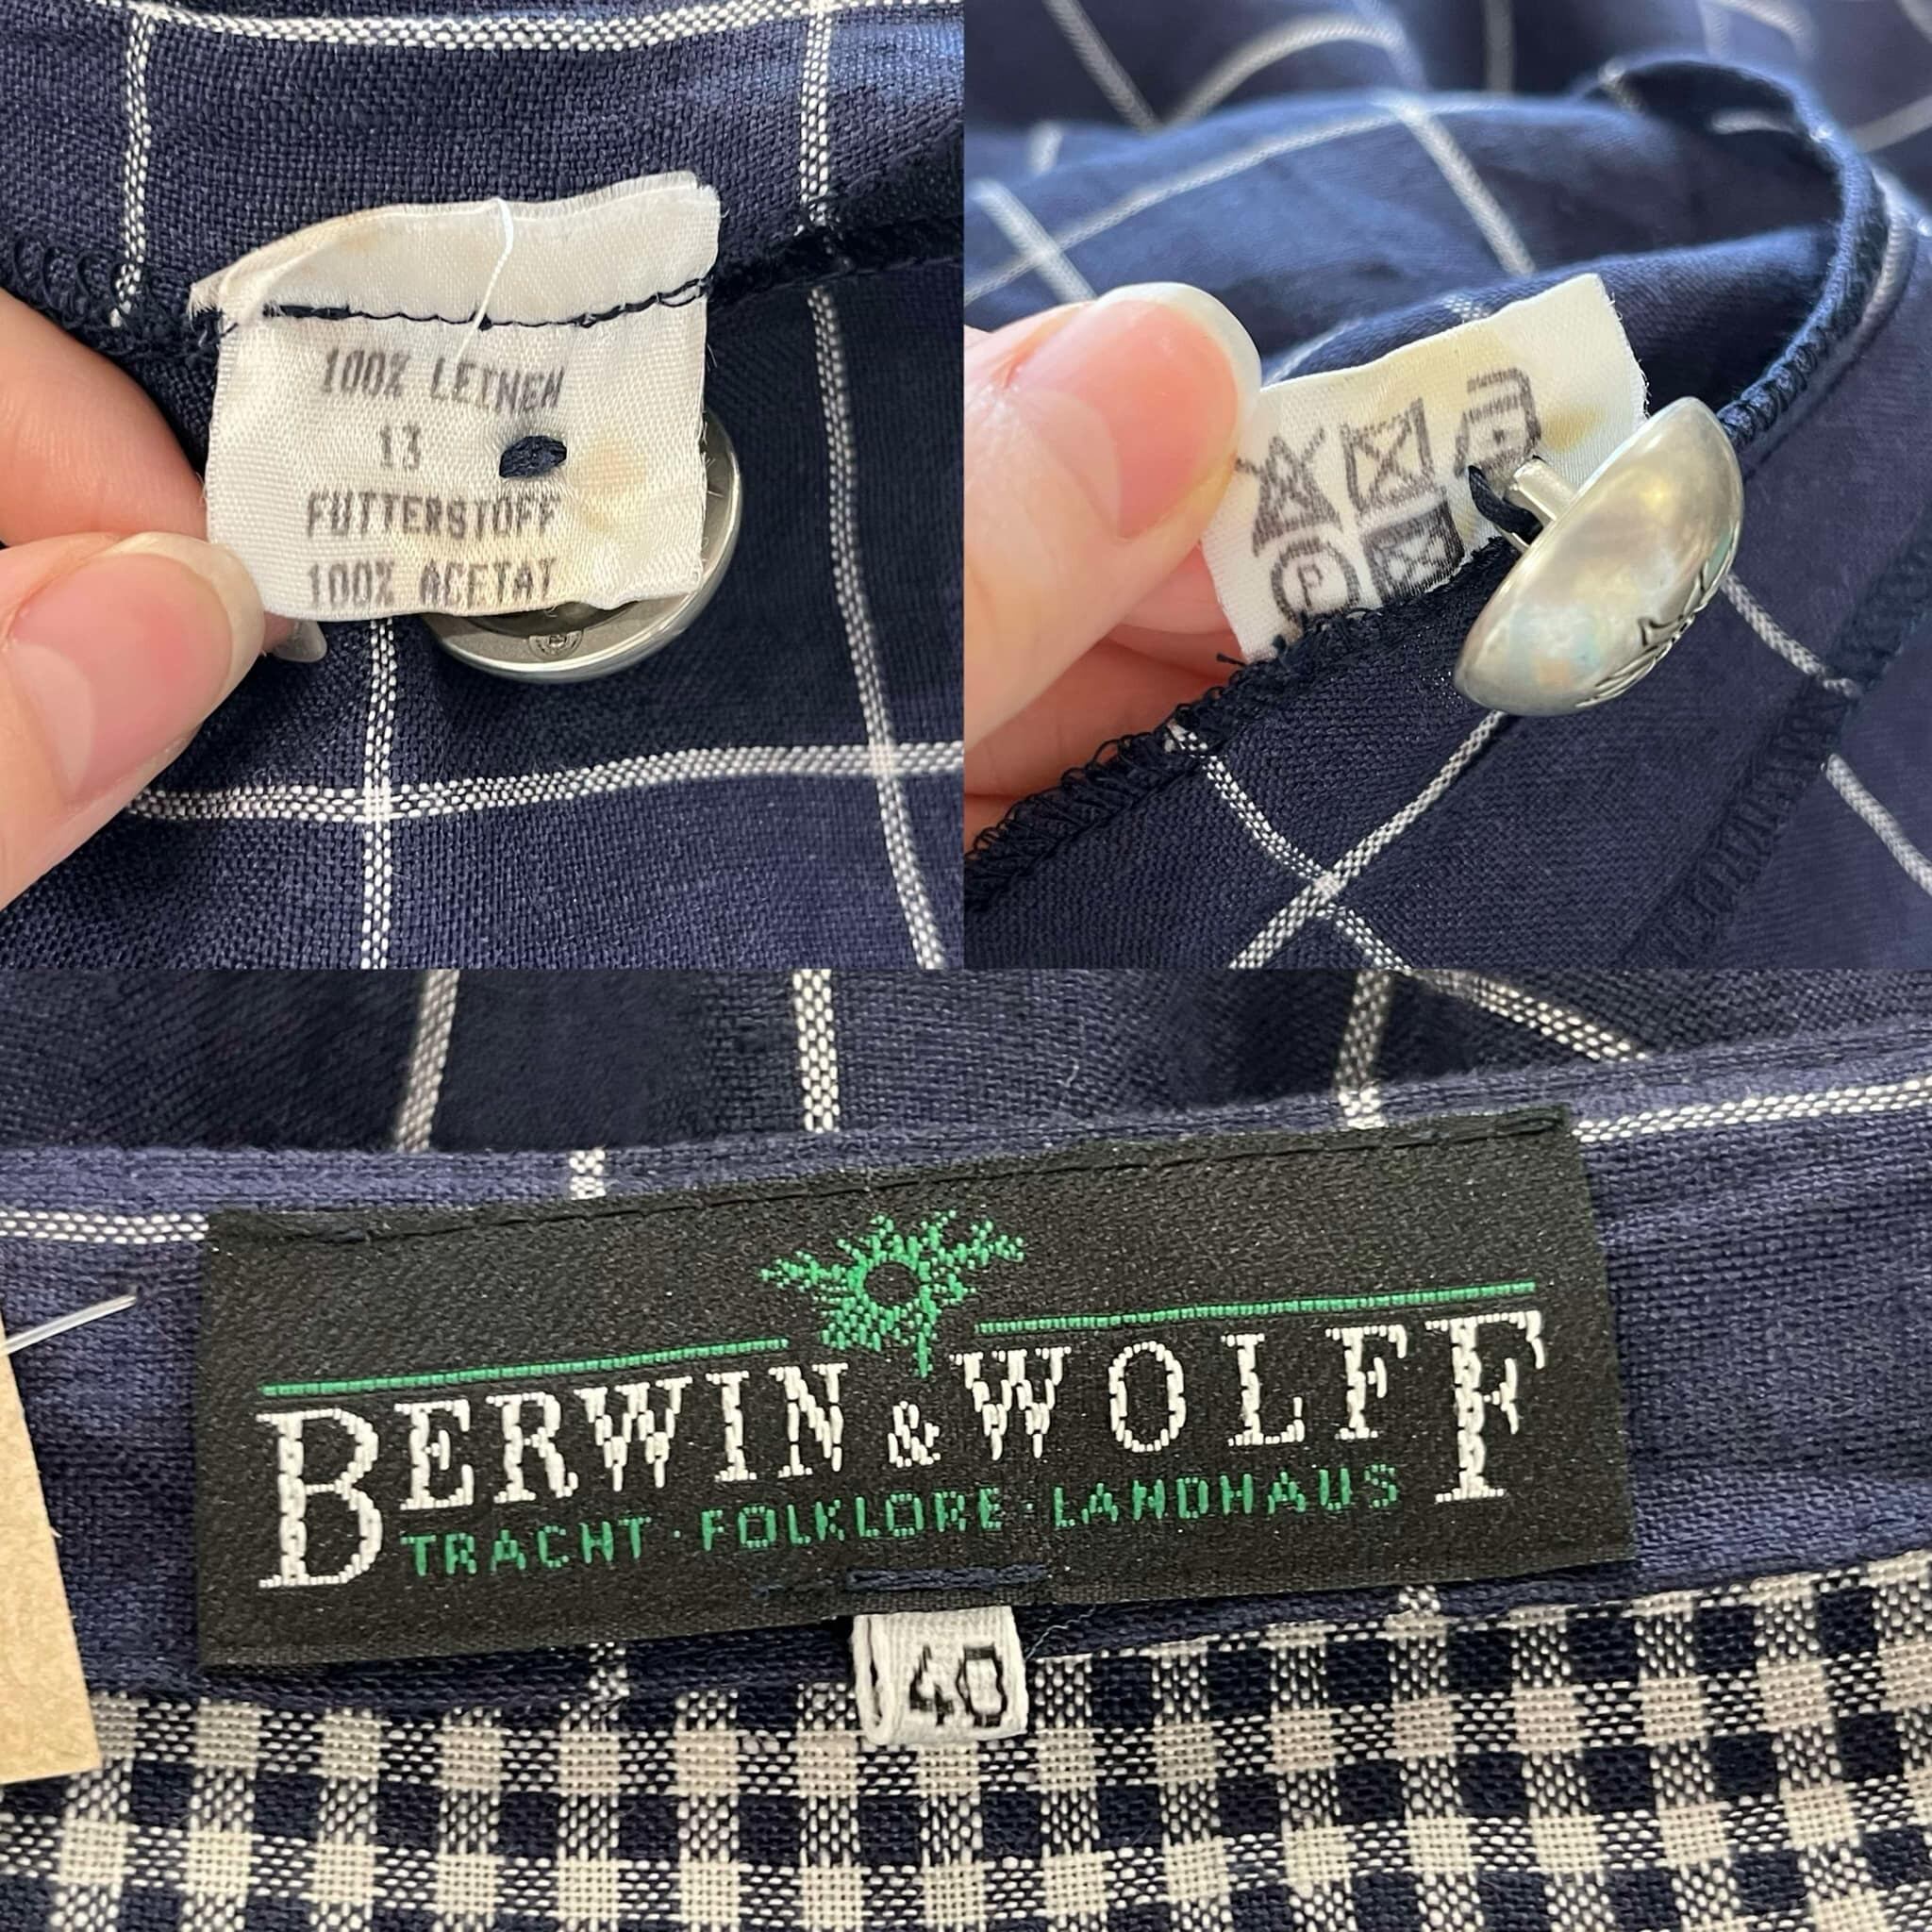 100% LEINEN
13
FUTTERSTOFF
100% ACETAT
P
BERWIN & WOLFF
TRACHT · FOLKLORE · LANDHAUS
40